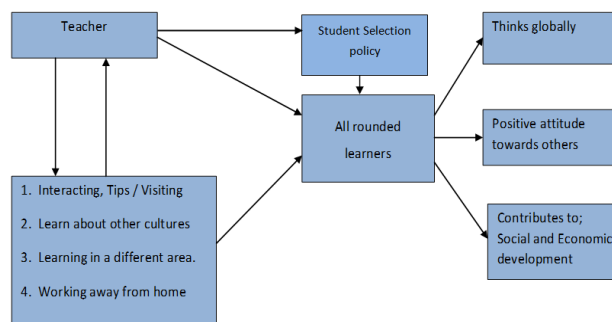 Teacher
Student Selection
policy
Thinks globally
All rounded
learners
Positive attitude
towards others
1. Interacting, Tips / Visiting
2. Learn about other cultures
3. Learning in a different area.
4. Working away from home
Contributes to;
Social and Economic
development